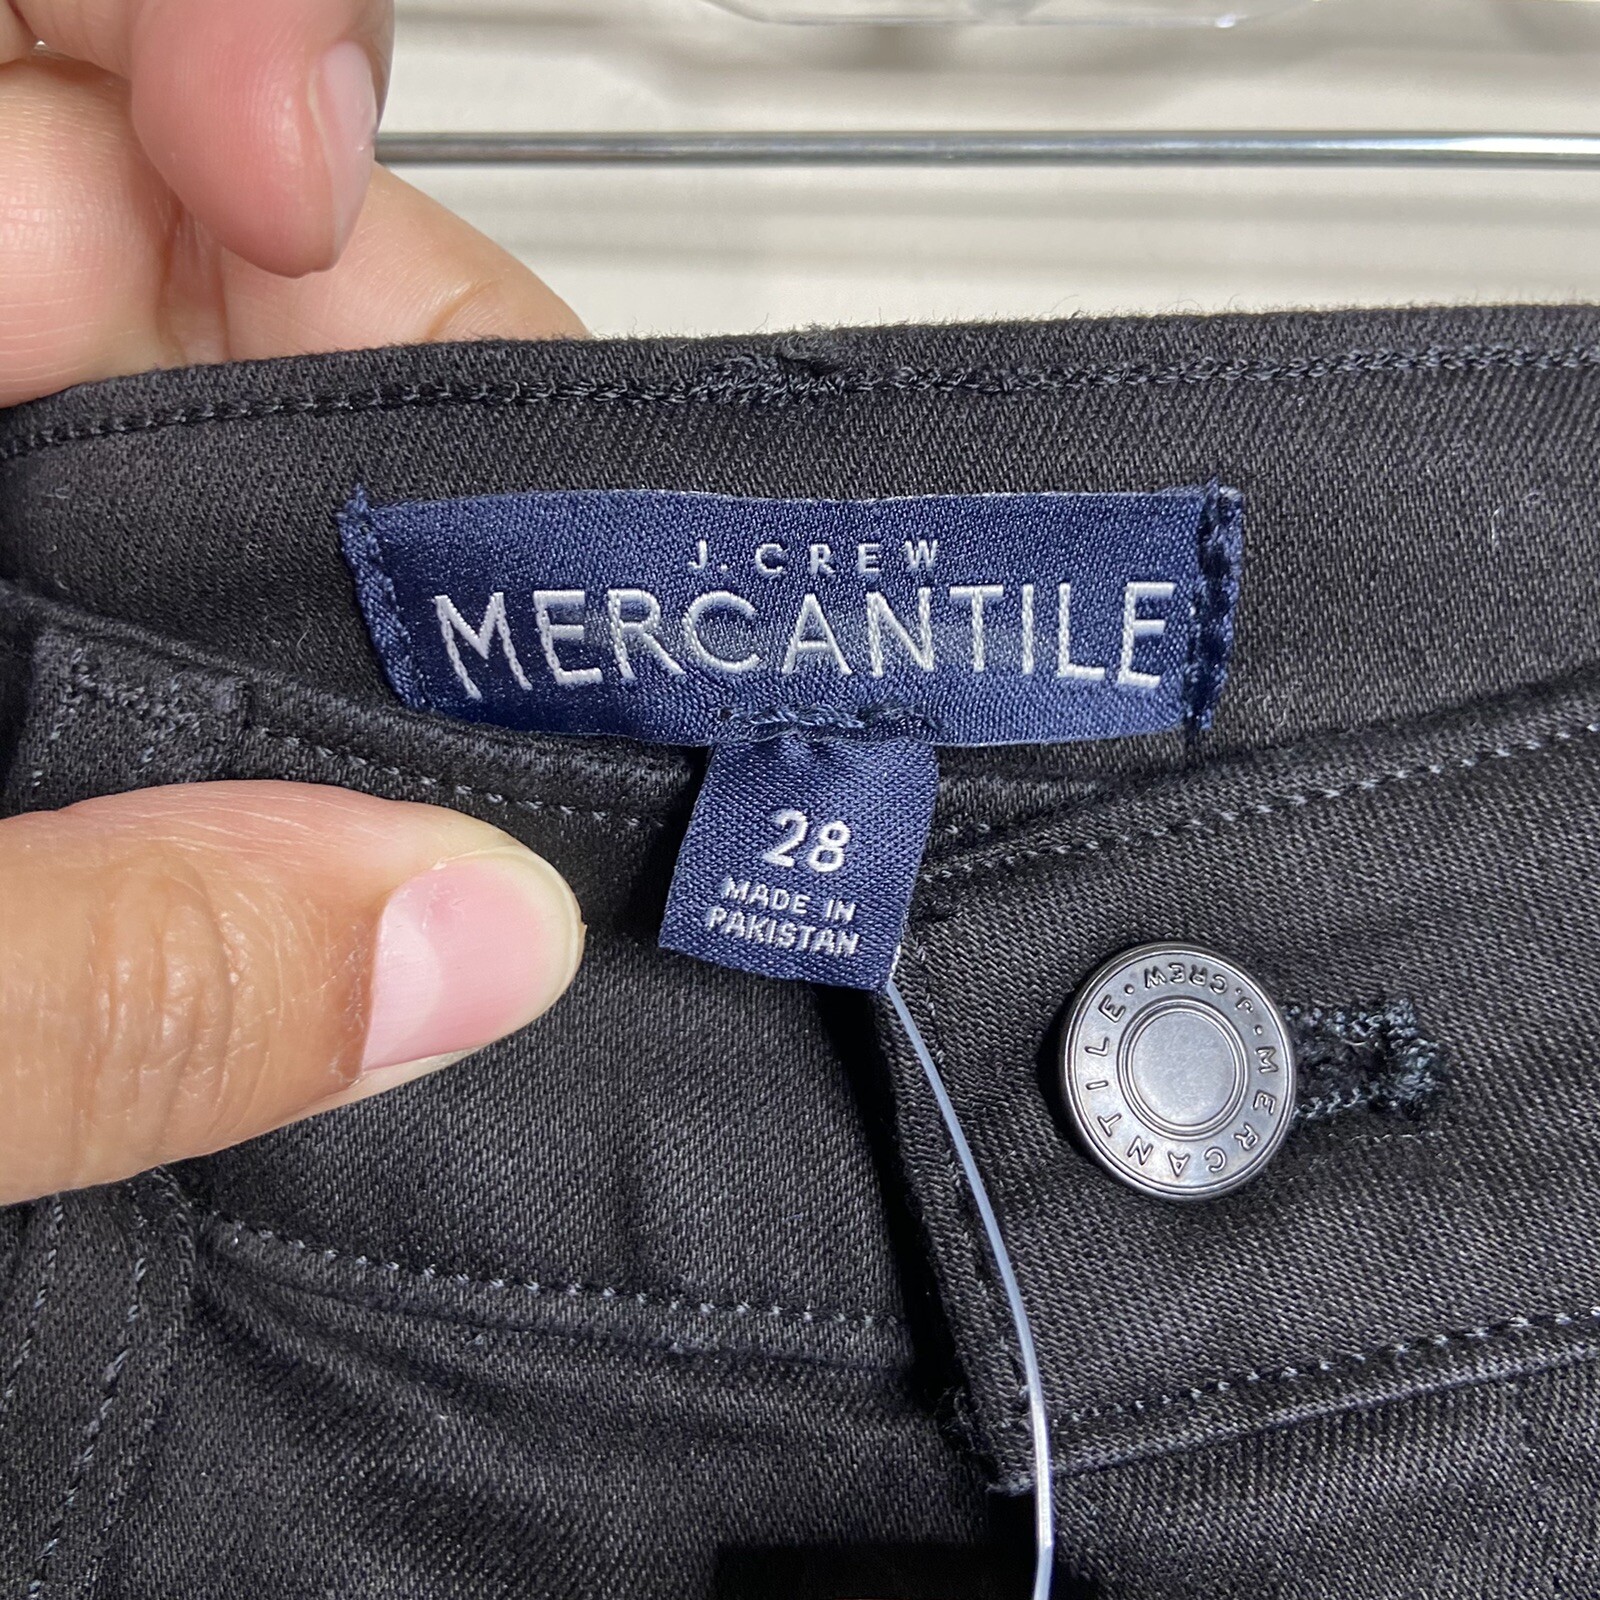 J.CREW
MERCANTILE
28
MADE IN
PAKISTAN
J.CREW • MERCANTILE •